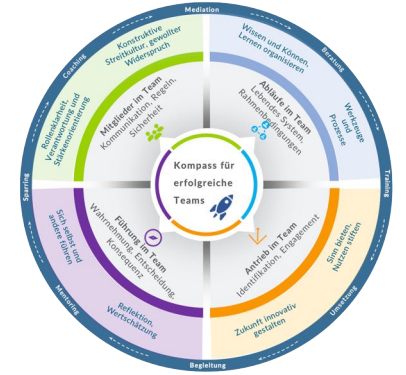 Mediation
Beratung
Training
Umsetzung
Begleitung
Mentoring
Sparring
Coaching
Konstruktive
Streitkultur, gewollter
Widerspruch
Rollenklarheit,
Verantwortung und
Stärkenorientierung
Mitglieder im Team
Kommunikation, Regeln,
Sicherheit
Wissen und Können,
Lernen organisieren
Werkzeuge
und
Prozesse
Abläufe im Team
Lebendes System,
Rahmenbedingungen
Kompass für
erfolgreiche
Teams
Führung im Team
Wahrnehmung, Entscheidung,
Konsequenz
Sich selbst und
andere führen
Reflektion,
Wertschätzung
Antrieb im Team
Identifikation, Engagement
Sinn bieten,
Nutzen stiften
Zukunft innovativ
gestalten